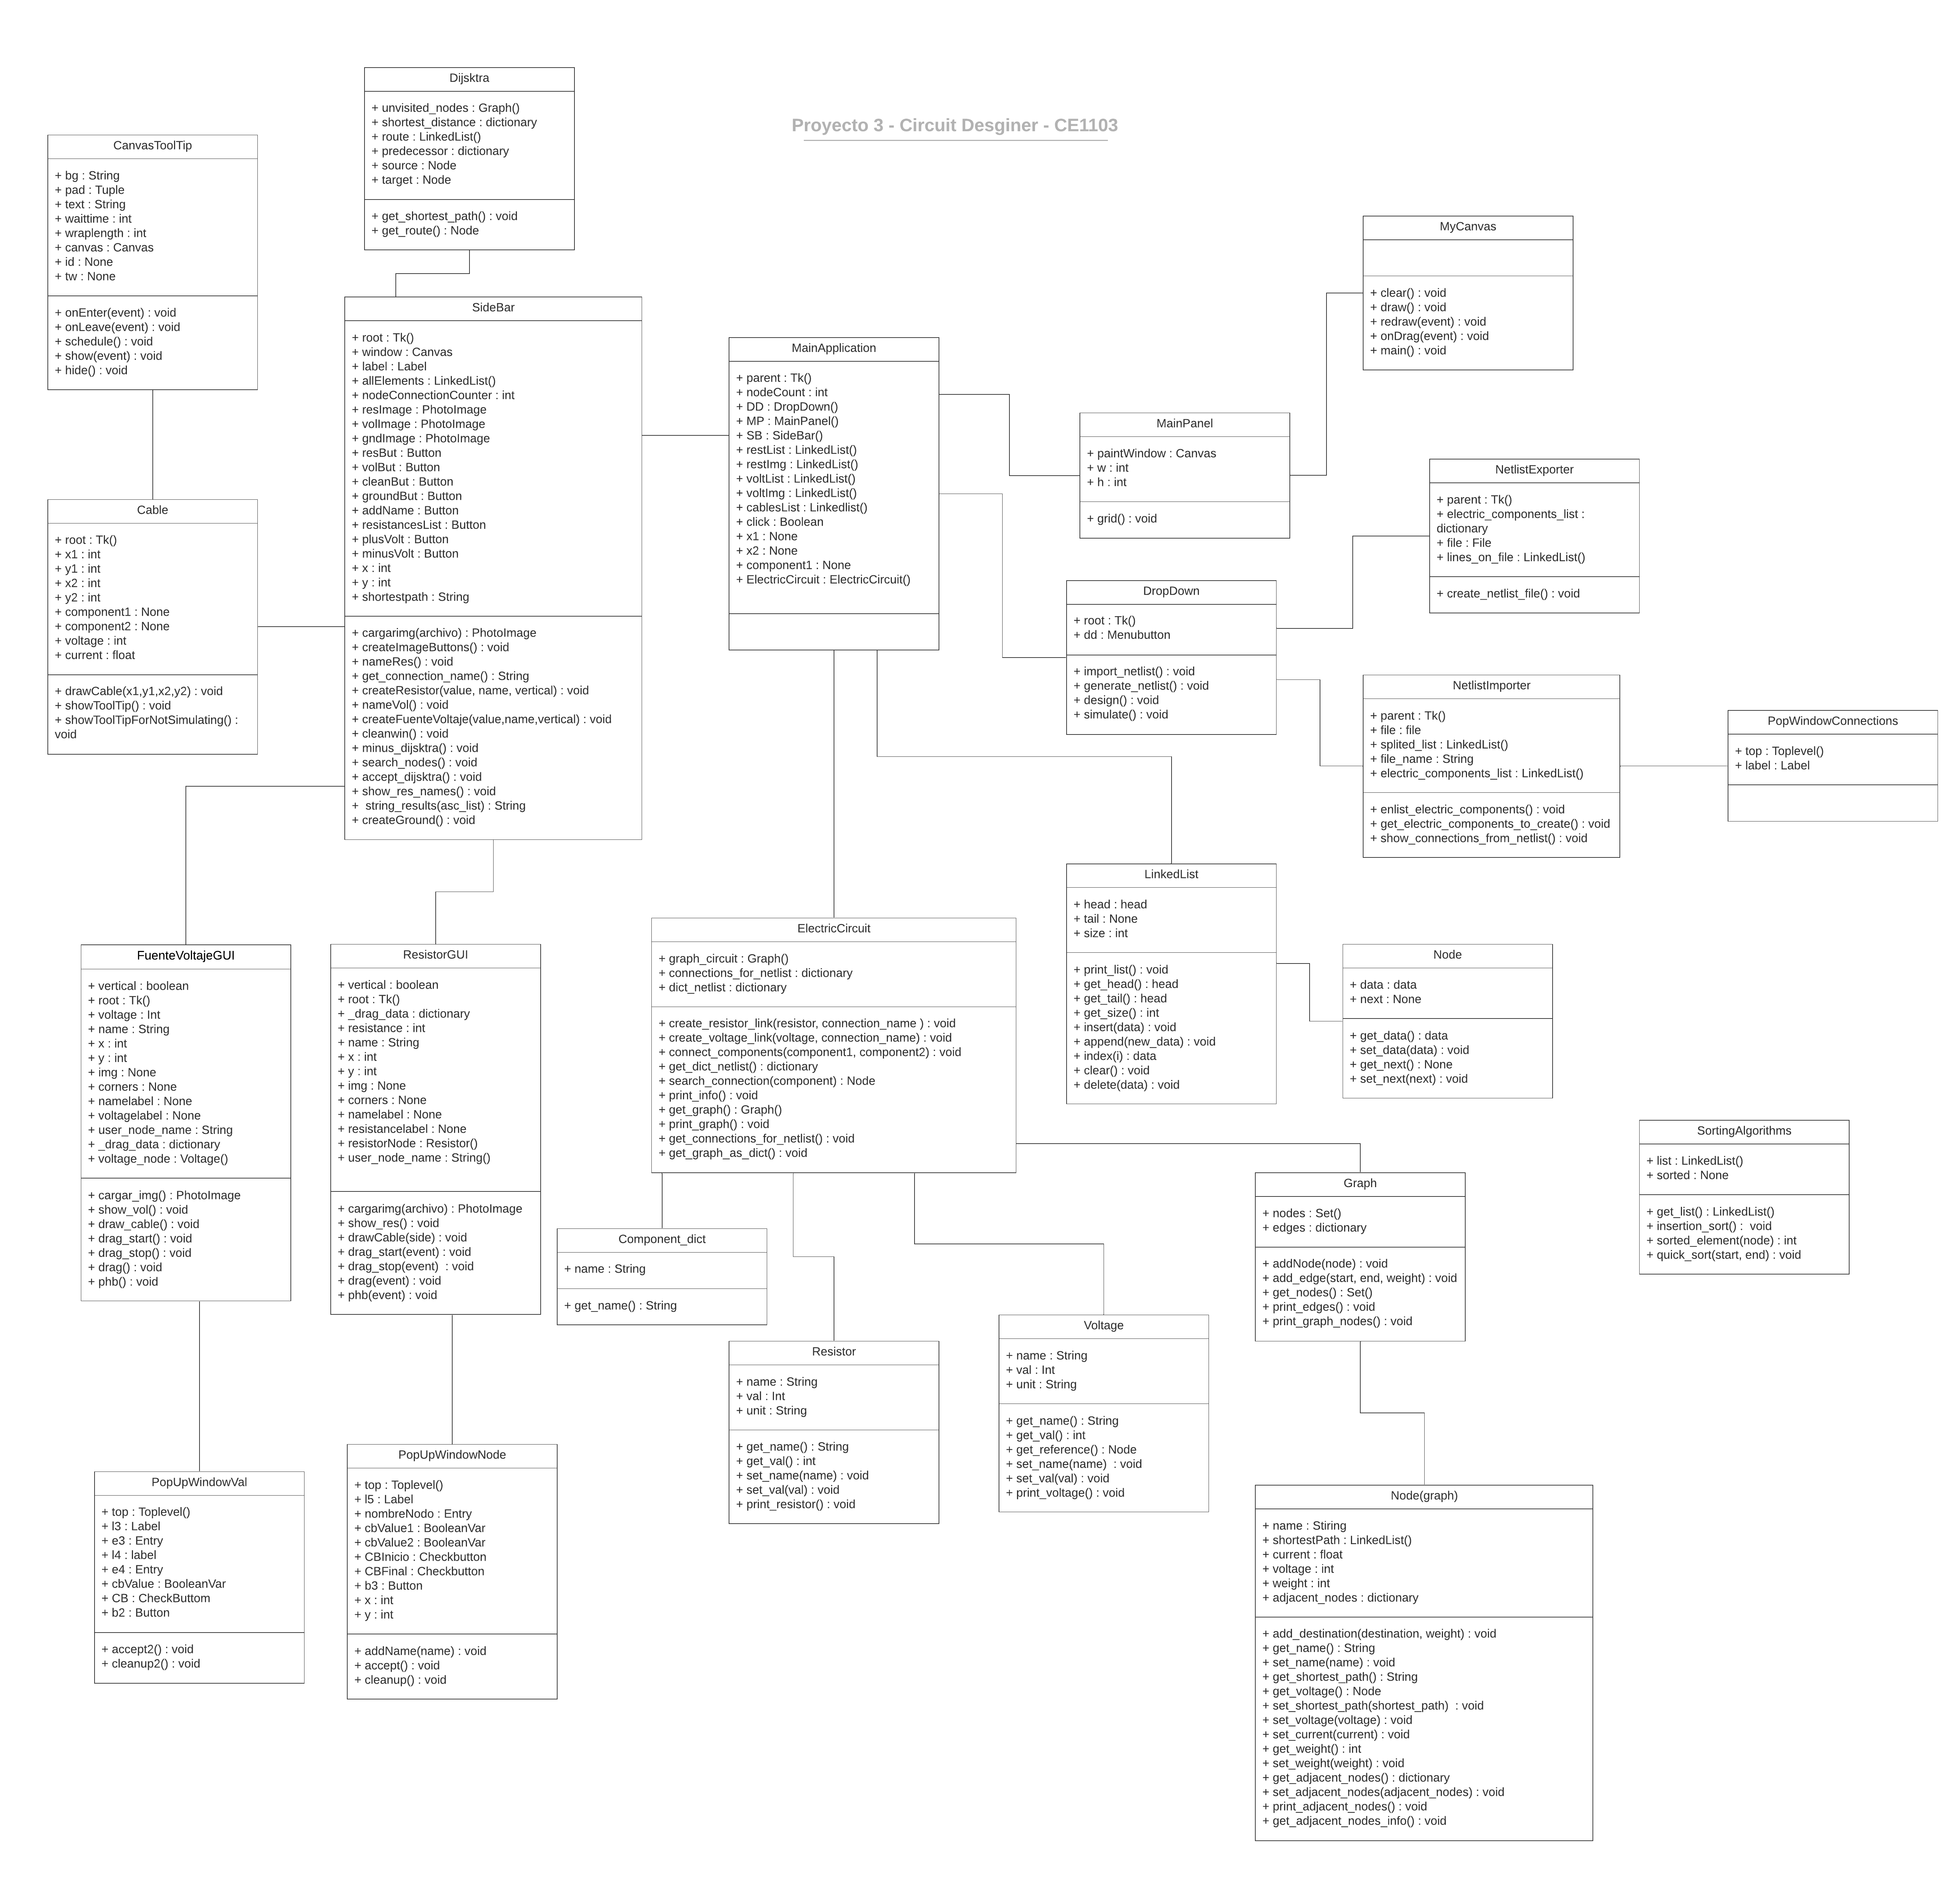 Proyecto 3 - Circuit Desginer - CE1103
Dijsktra
+ unvisited_nodes : Graph()
+ shortest_distance : dictionary
+ route : LinkedList()
+ predecessor : dictionary
+ source : Node
+ target : Node
+ get_shortest_path() : void
+ get_route() : Node
CanvasToolTip
+ bg : String
+ pad : Tuple
+ text : String
+ waittime : int
+ wraplength : int
+ canvas : Canvas
+ id : None
+ tw : None
+ onEnter(event) : void
+ onLeave(event) : void
+ schedule() : void
+ show(event) : void
+ hide() : void
SideBar
+ root : Tk()
+ window : Canvas
+ label : Label
+ allElements : LinkedList()
+ nodeConnectionCounter : int
+ resImage : PhotoImage
+ volImage : PhotoImage
+ gndImage : PhotoImage
+ resBut : Button
+ volBut : Button
+ cleanBut : Button
+ groundBut : Button
+ addName : Button
+ resistancesList : Button
+ plusVolt : Button
+ minusVolt : Button
+ x : int
+ y : int
+ shortestpath : String
+ cargarimg(archivo) : PhotoImage
+ createImageButtons() : void
+ nameRes() : void
+ get_connection_name() : String
+ createResistor(value, name, vertical) : void
+ nameVol() : void
+ createFuenteVoltaje(value,name,vertical) : void
+ cleanwin() : void
+ minus_dijsktra() : void
+ search_nodes() : void
+ accept_dijsktra() : void
+ show_res_names() : void
+  string_results(asc_list) : String
+ createGround() : void
MainApplication
+ parent : Tk()
+ nodeCount : int
+ DD : DropDown()
+ MP : MainPanel()
+ SB : SideBar()
+ restList : LinkedList()
+ restImg : LinkedList()
+ voltList : LinkedList()
+ voltImg : LinkedList()
+ cablesList : Linkedlist()
+ click : Boolean
+ x1 : None
+ x2 : None
+ component1 : None
+ ElectricCircuit : ElectricCircuit()
MyCanvas
+ clear() : void
+ draw() : void
+ redraw(event) : void
+ onDrag(event) : void
+ main() : void
MainPanel
+ paintWindow : Canvas
+ w : int
+ h : int
+ grid() : void
NetlistExporter
+ parent : Tk()
+ electric_components_list :
dictionary
+ file : File
+ lines_on_file : LinkedList()
+ create_netlist_file() : void
Cable
+ root : Tk()
+ x1 : int
+ y1 : int
+ x2 : int
+ y2 : int
+ component1 : None
+ component2 : None
+ voltage : int
+ current : float
+ drawCable(x1,y1,x2,y2) : void
+ showToolTip() : void
+ showToolTipForNotSimulating() :
void
DropDown
+ root : Tk()
+ dd : Menubutton
+ import_netlist() : void
+ generate_netlist() : void
+ design() : void
+ simulate() : void
NetlistImporter
+ parent : Tk()
+ file : file
+ splited_list : LinkedList()
+ file_name : String
+ electric_components_list : LinkedList()
+ enlist_electric_components() : void
+ get_electric_components_to_create() : void
+ show_connections_from_netlist() : void
PopWindowConnections
+ top : Toplevel()
+ label : Label
LinkedList
+ head : head
+ tail : None
+ size : int
+ print_list() : void
+ get_head() : head
+ get_tail() : head
+ get_size() : int
+ insert(data) : void
+ append(new_data) : void
+ index(i) : data
+ clear() : void
+ delete(data) : void
Node
+ data : data
+ next : None
+ get_data() : data
+ set_data(data) : void
+ get_next() : None
+ set_next(next) : void
ElectricCircuit
+ graph_circuit : Graph()
+ connections_for_netlist : dictionary
+ dict_netlist : dictionary
+ create_resistor_link(resistor, connection_name ) : void
+ create_voltage_link(voltage, connection_name) : void
+ connect_components(component1, component2) : void
+ get_dict_netlist() : dictionary
+ search_connection(component) : Node
+ print_info() : void
+ get_graph() : Graph()
+ print_graph() : void
+ get_connections_for_netlist() : void
+ get_graph_as_dict() : void
FuenteVoltajeGUI
+ vertical : boolean
+ root : Tk()
+ voltage : Int
+ name : String
+ x : int
+ y : int
+ img : None
+ corners : None
+ namelabel : None
+ voltagelabel : None
+ user_node_name : String
+ _drag_data : dictionary
+ voltage_node : Voltage()
+ cargar_img() : PhotoImage
+ show_vol() : void
+ draw_cable() : void
+ drag_start() : void
+ drag_stop() : void
+ drag() : void
+ phb() : void
ResistorGUI
+ vertical : boolean
+ root : Tk()
+ _drag_data : dictionary
+ resistance : int
+ name : String
+ x : int
+ y : int
+ img : None
+ corners : None
+ namelabel : None
+ resistancelabel : None
+ resistorNode : Resistor()
+ user_node_name : String()
+ cargarimg(archivo) : PhotoImage
+ show_res() : void
+ drawCable(side) : void
+ drag_start(event) : void
+ drag_stop(event)  : void
+ drag(event) : void
+ phb(event) : void
SortingAlgorithms
+ list : LinkedList()
+ sorted : None
+ get_list() : LinkedList()
+ insertion_sort() :  void
+ sorted_element(node) : int
+ quick_sort(start, end) : void
Graph
+ nodes : Set()
+ edges : dictionary
+ addNode(node) : void
+ add_edge(start, end, weight) : void
+ get_nodes() : Set()
+ print_edges() : void
+ print_graph_nodes() : void
Component_dict
+ name : String
+ get_name() : String
Resistor
+ name : String
+ val : Int
+ unit : String
+ get_name() : String
+ get_val() : int
+ set_name(name) : void
+ set_val(val) : void
+ print_resistor() : void
Voltage
+ name : String
+ val : Int
+ unit : String
+ get_name() : String
+ get_val() : int
+ get_reference() : Node
+ set_name(name)  : void
+ set_val(val) : void
+ print_voltage() : void
PopUpWindowVal
+ top : Toplevel()
+ l3 : Label
+ e3 : Entry
+ l4 : label
+ e4 : Entry
+ cbValue : BooleanVar
+ CB : CheckButtom
+ b2 : Button
+ accept2() : void
+ cleanup2() : void
PopUpWindowNode
+ top : Toplevel()
+ l5 : Label
+ nombreNodo : Entry
+ cbValue1 : BooleanVar
+ cbValue2 : BooleanVar
+ CBInicio : Checkbutton
+ CBFinal : Checkbutton
+ b3 : Button
+ x : int
+ y : int
+ addName(name) : void
+ accept() : void
+ cleanup() : void
Node(graph)
+ name : Stiring
+ shortestPath : LinkedList()
+ current : float
+ voltage : int
+ weight : int
+ adjacent_nodes : dictionary
+ add_destination(destination, weight) : void
+ get_name() : String
+ set_name(name) : void
+ get_shortest_path() : String
+ get_voltage() : Node
+ set_shortest_path(shortest_path)  : void
+ set_voltage(voltage) : void
+ set_current(current) : void
+ get_weight() : int
+ set_weight(weight) : void
+ get_adjacent_nodes() : dictionary
+ set_adjacent_nodes(adjacent_nodes) : void
+ print_adjacent_nodes() : void
+ get_adjacent_nodes_info() : void